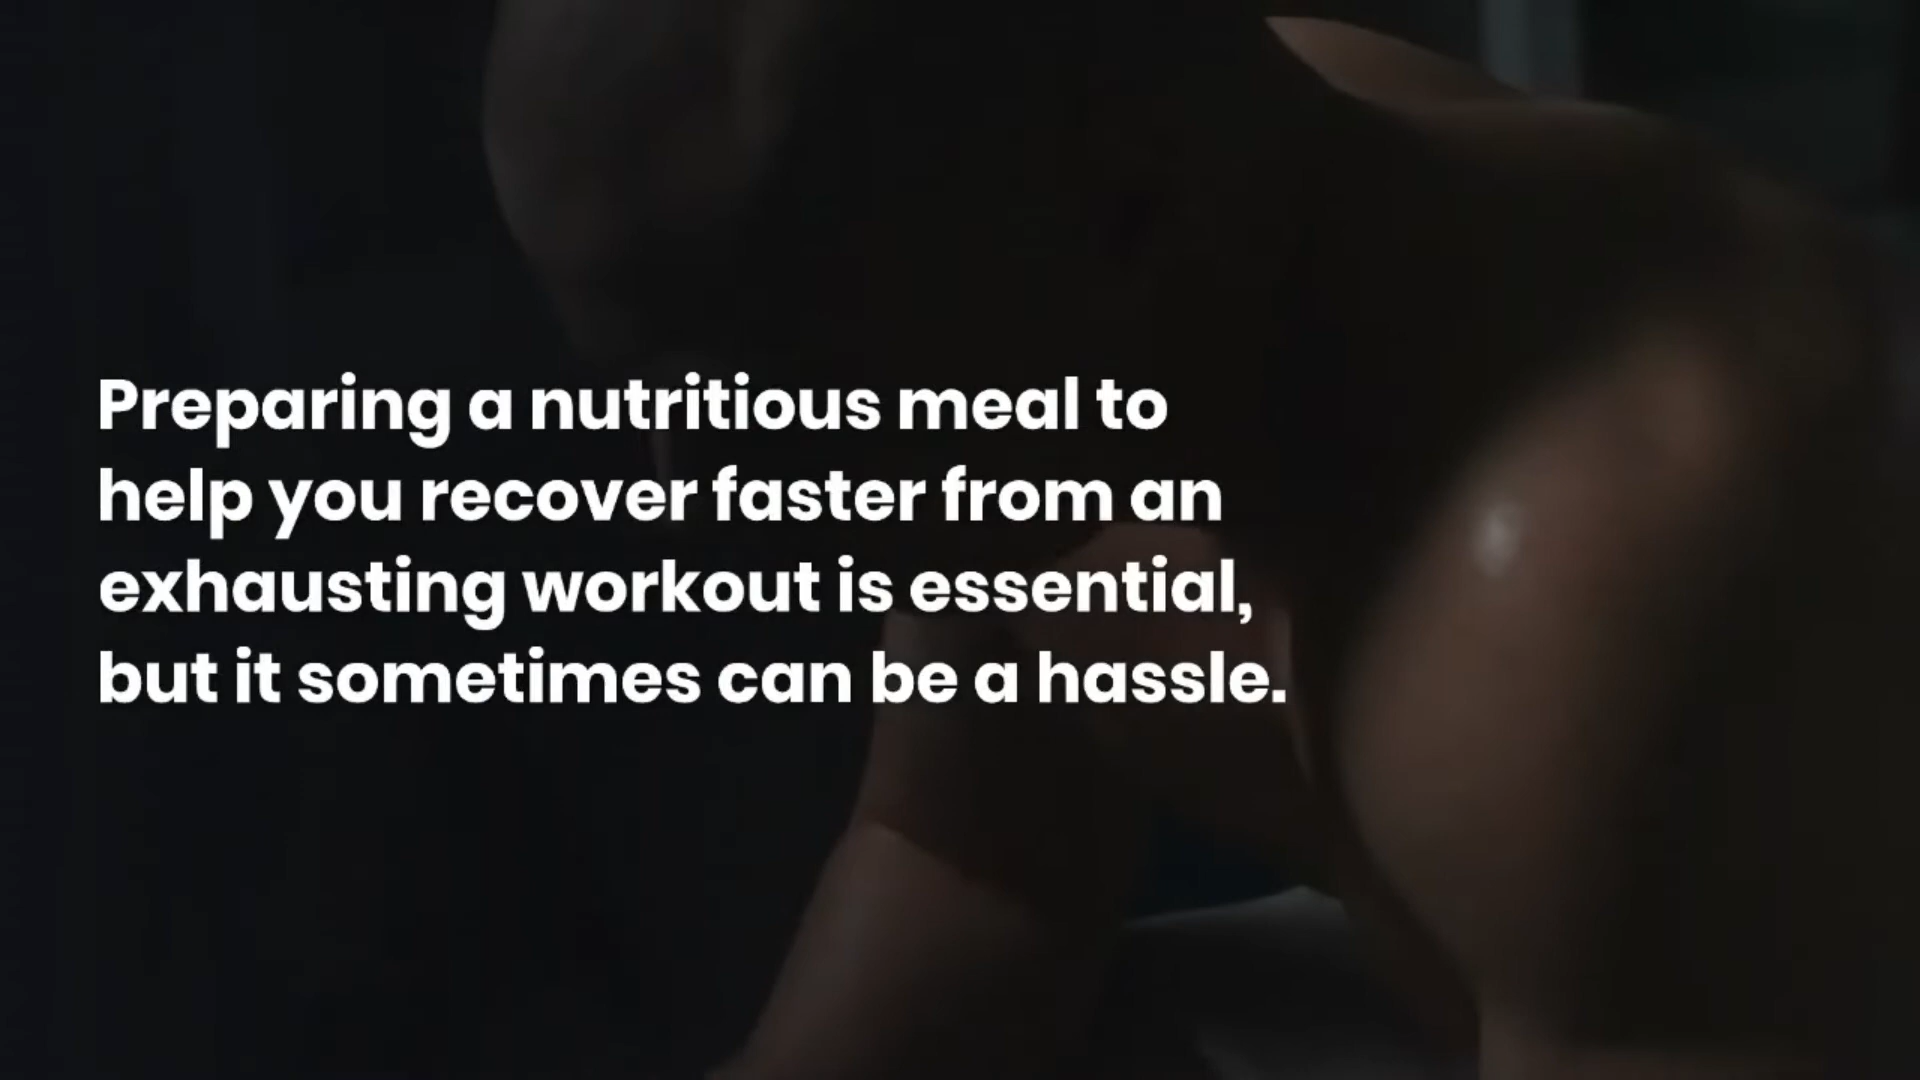 Preparing a nutritious meal to
help you recover faster from an
exhausting workout is essential,
but it sometimes can be a hassle.